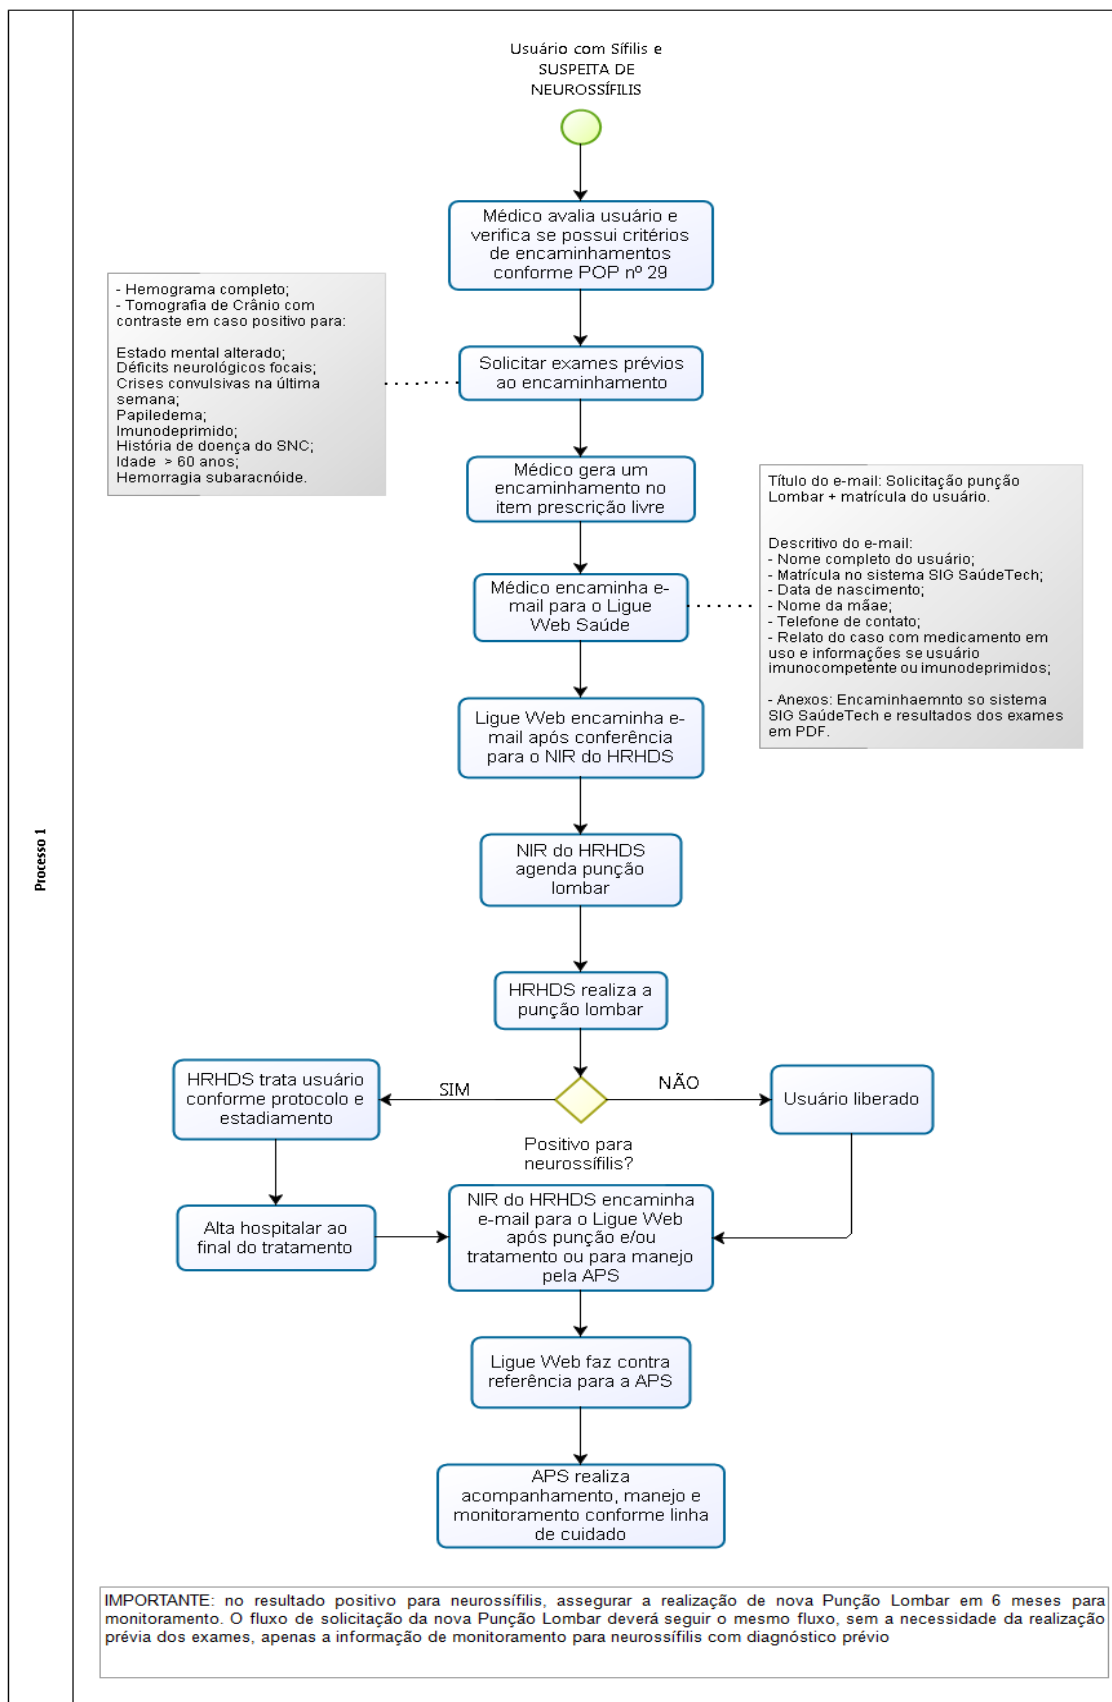 Processo 1
Usuário com Sífilis e
SUSPEITA DE
NEUROSSÍFILIS
Médico avalia usuário e
verifica se possui critérios
de encaminhamentos
conforme POP nº 29
- Hemograma completo;
- Tomografia de Crânio com
contraste em caso positivo para:
Estado mental alterado;
Déficits neurológicos focais;
Crises convulsivas na última
semana;
Papiledema;
Imunodeprimido;
História de doença do SNC;
Idade > 60 anos;
Hemorragia subaracnóide.
Solicitar exames prévios
ao encaminhamento
Médico gera um
encaminhamento no
item prescrição livre
Título do e-mail: Solicitação punção
Lombar + matrícula do usuário.
Descritivo do e-mail:
- Nome completo do usuário;
- Matrícula no sistema SIG SaúdeTech;
- Data de nascimento;
- Nome da mãae;
- Telefone de contato;
- Relato do caso com medicamento em
uso e informações se usuário
imunocompetente ou imunodeprimidos;
- Anexos: Encaminhaemnto so sistema
SIG SaúdeTech e resultados dos exames
em PDF.
Médico encaminha e-
mail para o Ligue
Web Saúde
Ligue Web encaminha e-
mail após conferência
para o NIR do HRHDS
NIR do HRHDS
agenda punção
lombar
HRHDS realiza a
punção lombar
HRHDS trata usuário
conforme protocolo e
estadiamento
SIM
NÃO
Usuário liberado
Positivo para
neurossífilis?
Alta hospitalar ao
final do tratamento
NIR do HRHDS encaminha
e-mail para o Ligue Web
após punção e/ou
tratamento ou para manejo
pela APS
Ligue Web faz contra
referência para a APS
APS realiza
acompanhamento, manejo e
monitoramento conforme linha
de cuidado
IMPORTANTE: no resultado positivo para neurossífilis, assegurar a realização de nova Punção Lombar em 6 meses para
monitoramento. O fluxo de solicitação da nova Punção Lombar deverá seguir o mesmo fluxo, sem a necessidade da realização
prévia dos exames, apenas a informação de monitoramento para neurossífilis com diagnóstico prévio